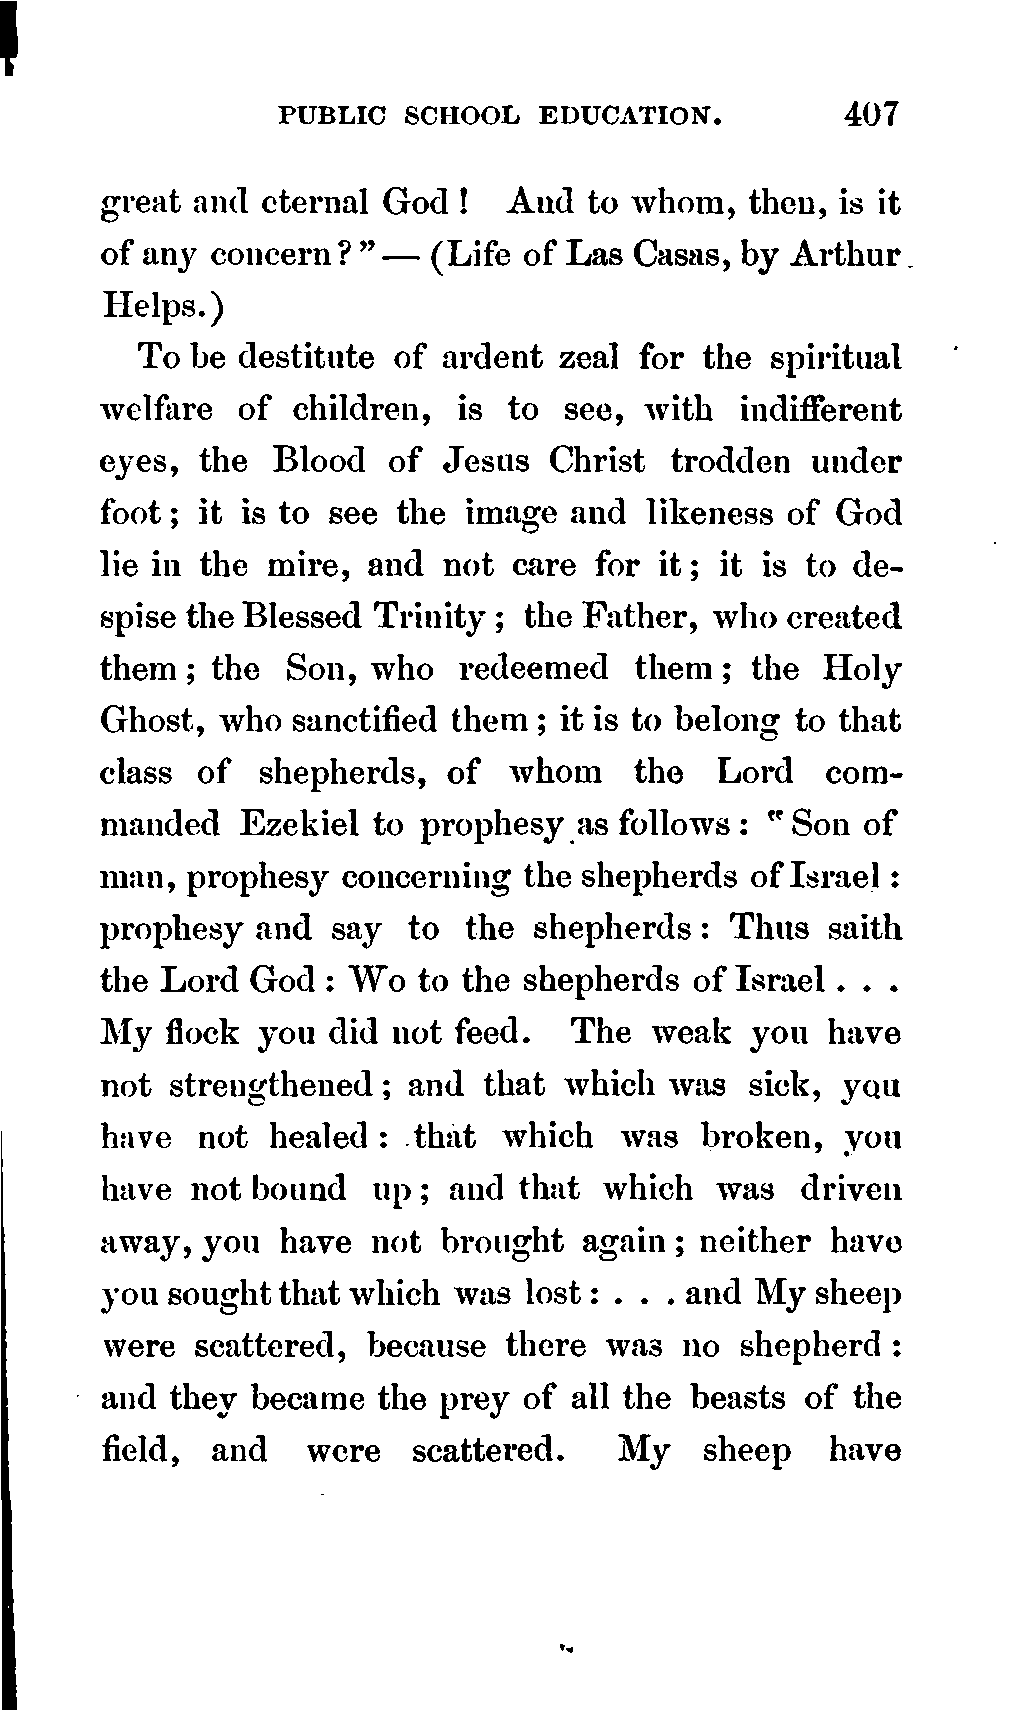 PUBLIC SCHOOL EDUCATION. 407
great and eternal God ! And to whom, then, is it
of any concern ? " — (Life of Las Casas, by Arthur
Helps.)
To be destitute of ardent zeal for the spiritual
welfare of children, is to see, with indifferent
eyes, the Blood of Jesus Christ trodden under
foot ; it is to see the image and likeness of God
lie in the mire, and not care for it ; it is to de-
spise the Blessed Trinity ; the Father, who created
them ; the Son, who redeemed them ; the Holy
Ghost, who sanctified them ; it is to belong to that
class of shepherds, of whom the Lord com-
manded Ezekiel to prophesy as follows : " Son of
man, prophesy concerning the shepherds of Israel :
prophesy and say to the shepherds : Thus saith
the Lord God : Wo to the shepherds of Israel . . .
My flock you did not feed. The weak you have
not strengthened ; and that which was sick, you
have not healed : that which was broken, you
have not bound up ; and that which was driven
away, you have not brought again ; neither have
you sought that which was lost : . . . and My sheep
were scattered, because there was no shepherd :
and they became the prey of all the beasts of the
field, and were scattered. My sheep have